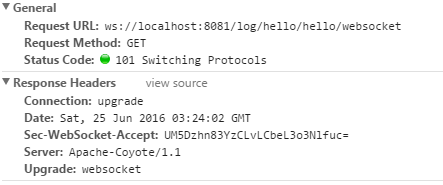 General
Request URL: ws://localhost:8081/log/hello/hello/websocket
Request Method: GET
Status Code: 101 Switching Protocols
Response Headers view source
Connection: upgrade
Date: Sat, 25 Jun 2016 03:24:02 GMT
Sec-WebSocket-Accept: UM5Dzhn83YzCLvLCbeL3o3Nlfuc=
Server: Apache-Coyote/1.1
Upgrade: websocket